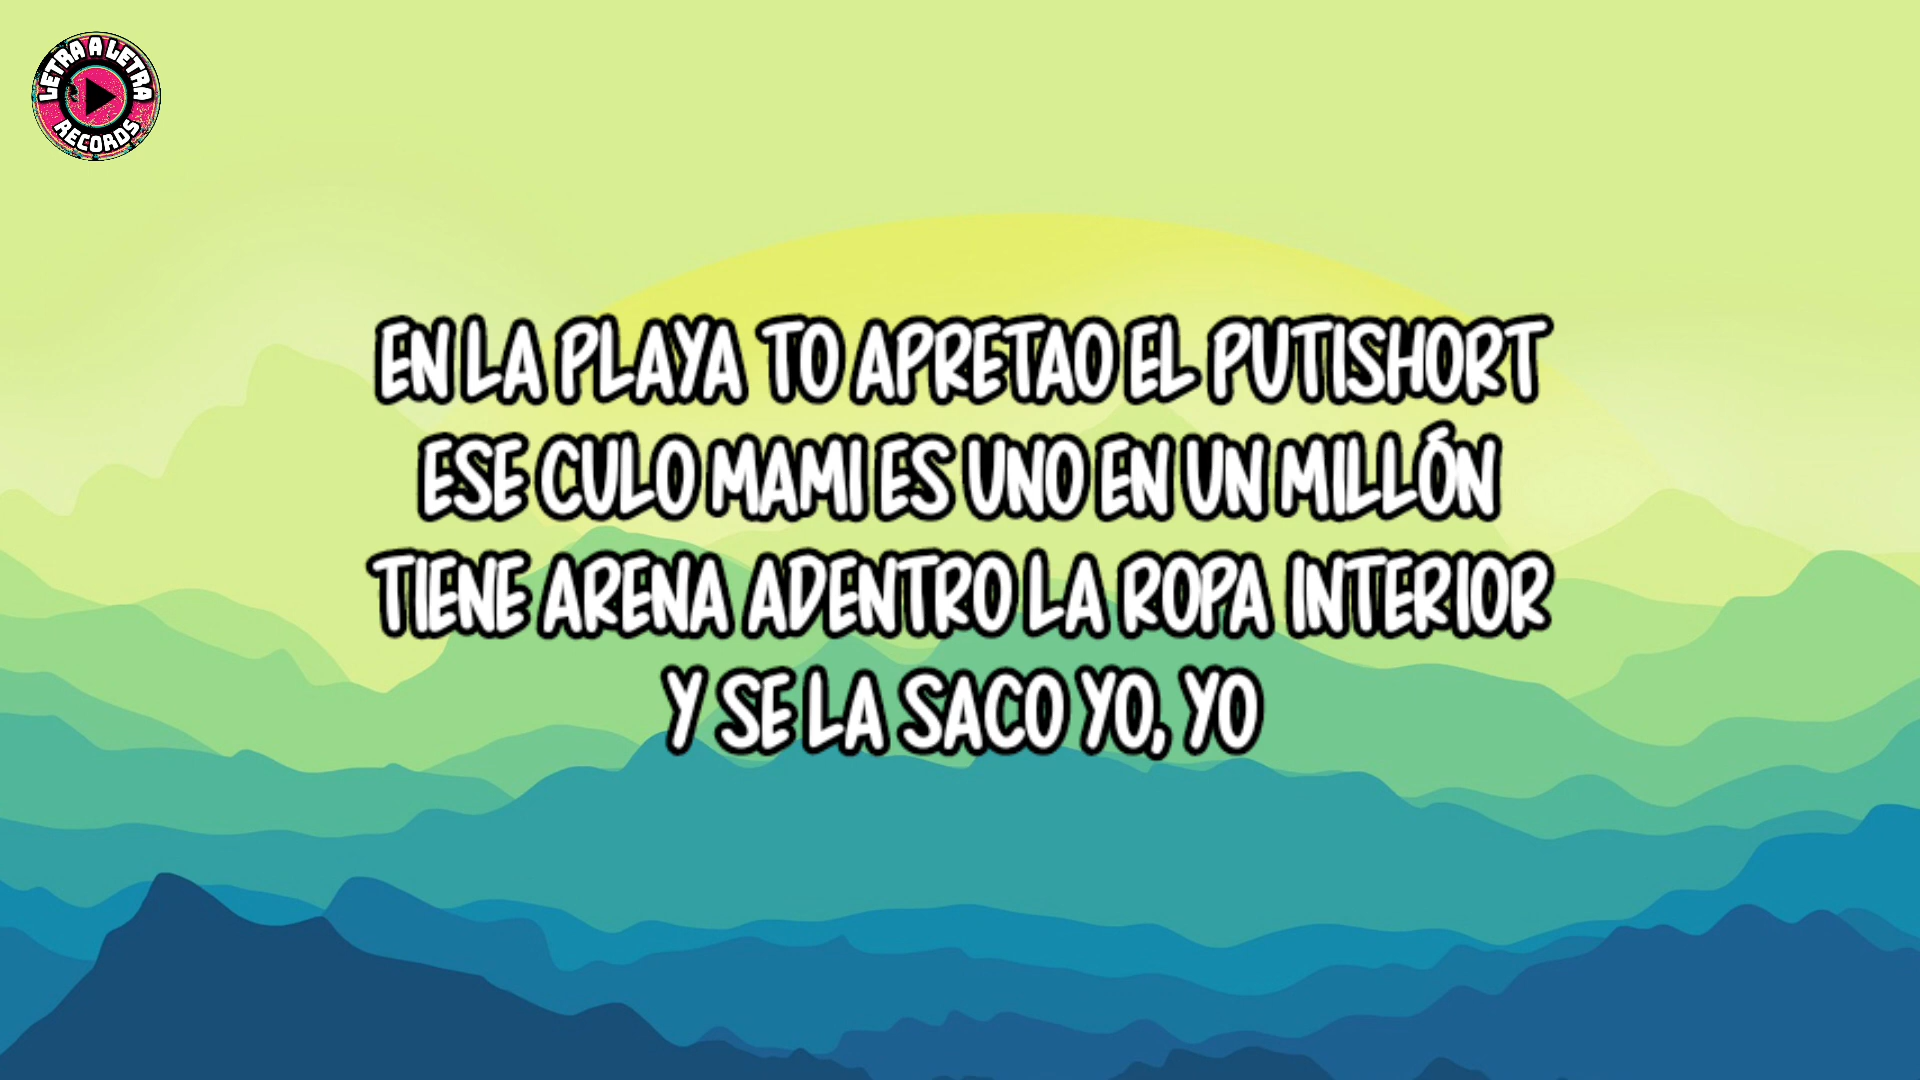 LETRA A LETRA
RECORDS
EN LA PLAYA TO APRETAO EL PUTISHORT
ESE CULO MAMI ES UNO EN UN MILLÓN
TIENE ARENA ADENTRO LA ROPA INTERIOR
Y SE LA SACO YO, YO